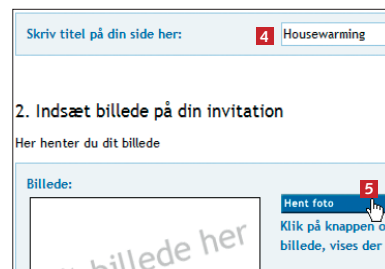 Skriv titel på din side her: 4 Housewarming
2. Indsæt billede på din invitation
Her henter du dit billede
Billede:
5
Hent foto
Klik på knappen
billede, vises der
billede her